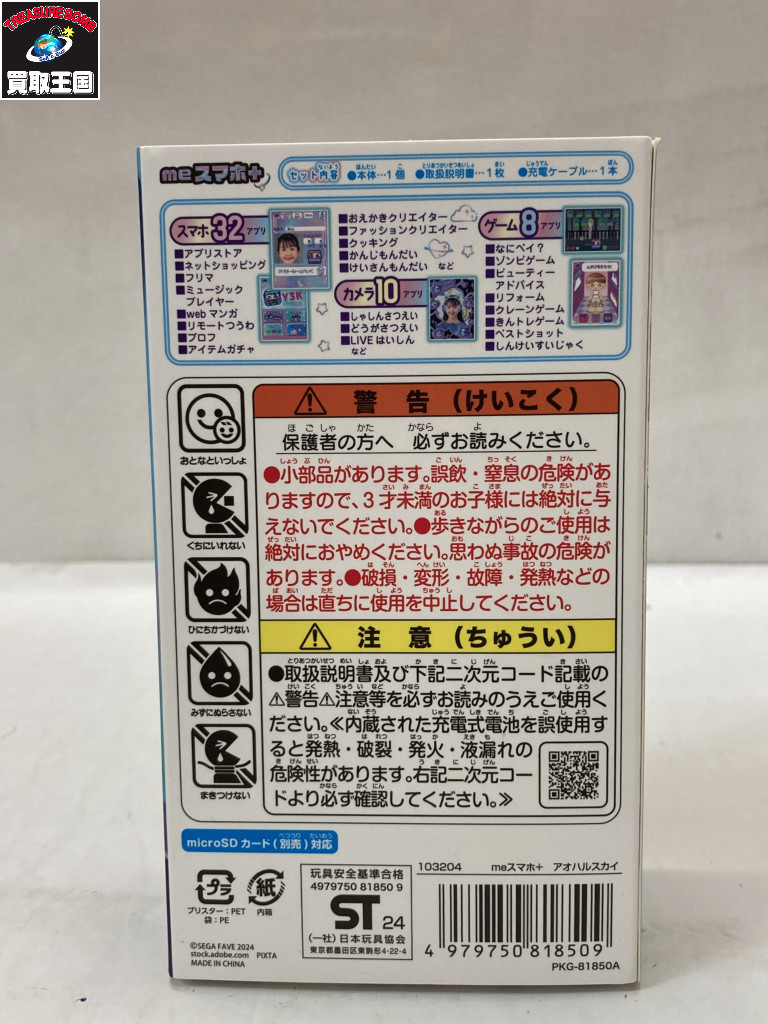 TREASURE BOMB
買取王国
meスマホ+
セット内容 ●本体…1個 ●取扱説明書…1枚 ●充電ケーブル…1本
スマホ32アプリ
■アプリストア
■ネットショッピング
■フリマ
■ミュージック
プレイヤー
■webマンガ
■リモートつうわ
■プロフ
■アイテムガチャ
■おえかきクリエイター
■ファッションクリエイター
■クッキング
■かんじもんだい
■けいさんもんだい など
カメラ10アプリ
■しゃしんさつえい
■どうがさつえい
■LIVEはいしん
など
ゲーム8アプリ
■なにペイ?
■ゾンビゲーム
■ビューティー
アドバイス
■リフォーム
■クレーンゲーム
■きんトレゲーム
■ベストショット
■しんけいすいじゃく
おとなといっしょ
くちにいれない
ひにちかづけない
みずにぬらさない
まきつけない
⚠警告(けいこく)
保護者の方へ 必ずお読みください。
●小部品があります。誤飲・窒息の危険があ
りますので、3才未満のお子様には絶対に与
えないでください。●歩きながらのご使用は
絶対におやめください。思わぬ事故の危険が
あります。●破損・変形・故障・発熱などの
場合は直ちに使用を中止してください。
⚠注意(ちゅうい)
●取扱説明書及び下記二次元コード記載の
⚠警告⚠注意等を必ずお読みのうえご使用く
ださい。≪内蔵された充電式電池を誤使用す
ると発熱・破裂・発火・液漏れの
危険性があります。右記二次元コー
ドより必ず確認してください。≫
microSDカード(別売)対応
プラ
ブリスター:PET
袋:PE
紙
内箱
©SEGA FAVE 2024
stock.adobe.com PIXTA
MADE IN CHINA
玩具安全基準合格
4979750 81850 9
ST 24
(一社)日本玩具協会
東京都墨田区東駒形4-22-4
103204 meスマホ+ アオハルスカイ
4 979750 818509
PKG-81850A